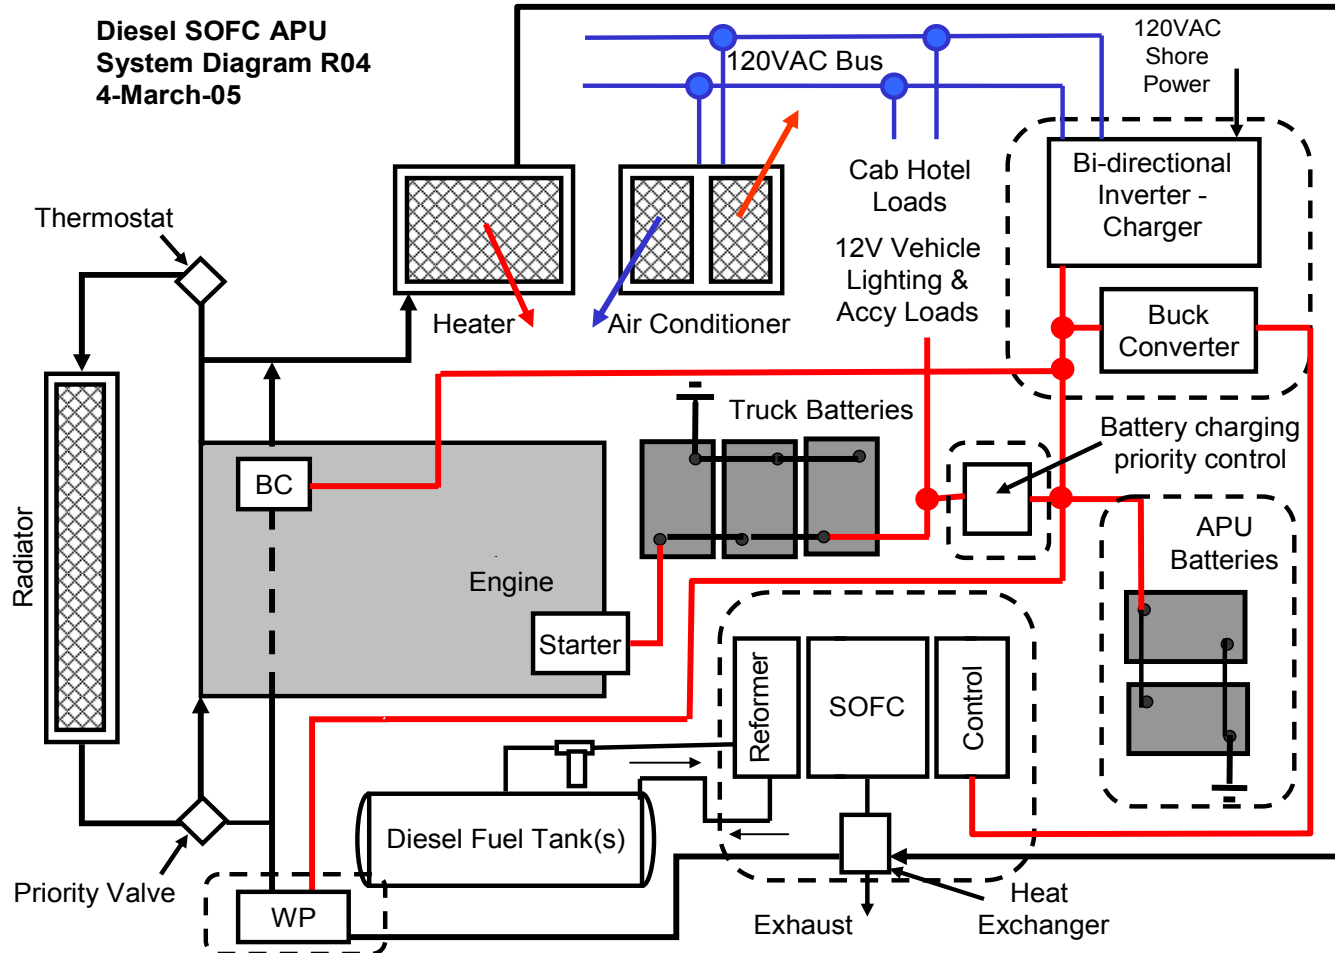 Diesel SOFC APU
System Diagram R04
4-March-05
120VAC Bus
120VAC
Shore
Power
Bi-directional
Inverter -
Charger
Cab Hotel
Loads
12V Vehicle
Lighting &
Accy Loads
Thermostat
Heater
Air Conditioner
Buck
Converter
Truck Batteries
Battery charging
priority control
BC
APU
Batteries
Radiator
Engine
Starter
Reformer
SOFC
Control
Diesel Fuel Tank(s)
Priority Valve
WP
Exhaust
Heat
Exchanger